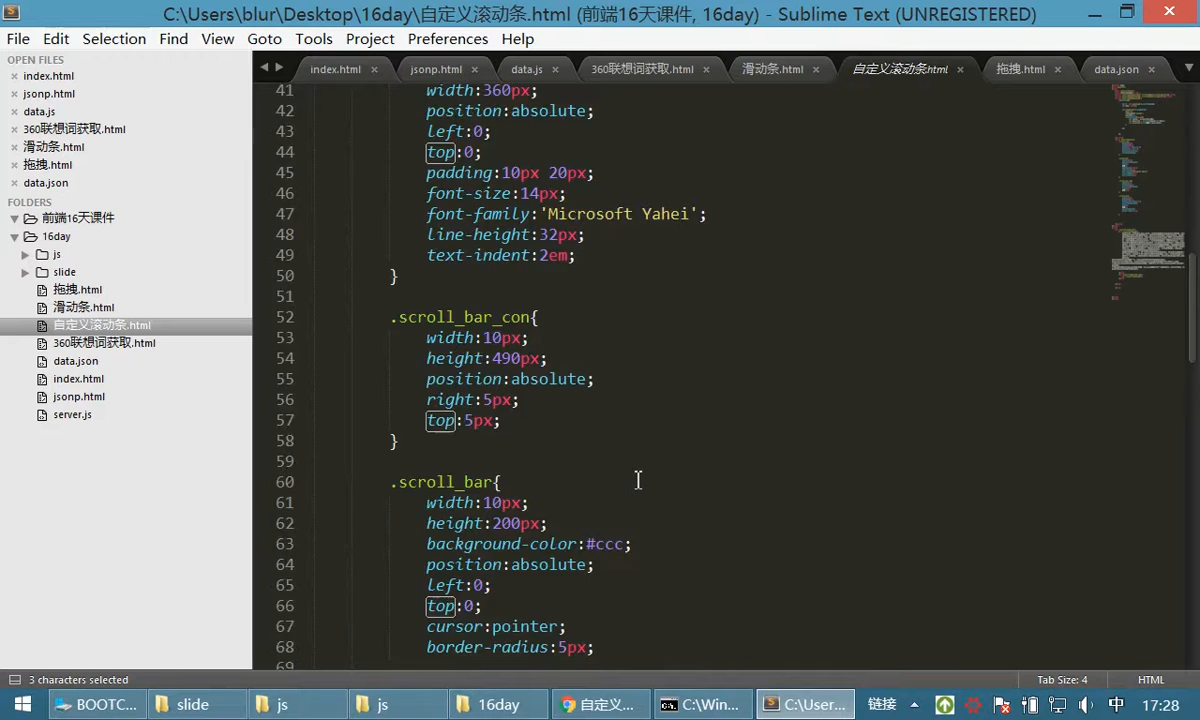 C:\Users\blur\Desktop\16day\自定义滚动条.html (前端16天课件, 16day) - Sublime Text (UNREGISTERED)
File Edit Selection Find View Goto Tools Project Preferences Help
OPEN FILES
index.html
jsonp.html
data.js
360联想词获取.html
滑动条.html
拖拽.html
data.json
FOLDERS
前端16天课件
16day
js
slide
拖拽.html
滑动条.html
自定义滚动条.html
360联想词获取.html
data.json
index.html
jsonp.html
server.js
index.html jsonp.html data.js 360联想词获取.html 滑动条.html 自定义滚动条.html 拖拽.html data.json
41 width:360px;
42 position:absolute;
43 left:0;
44 top:0;
45 padding:10px 20px;
46 font-size:14px;
47 font-family:'Microsoft Yahei';
48 line-height:32px;
49 text-indent:2em;
50 }
51
52 .scroll_bar_con{
53 width:10px;
54 height:490px;
55 position:absolute;
56 right:5px;
57 top:5px;
58 }
59
60 .scroll_bar{
61 width:10px;
62 height:200px;
63 background-color:#ccc;
64 position:absolute;
65 left:0;
66 top:0;
67 cursor:pointer;
68 border-radius:5px;
69
3 characters selected Tab Size: 4 HTML
BOOTC... slide js js 16day 自定义... C:\Win... C:\User... 链接 中 17:28